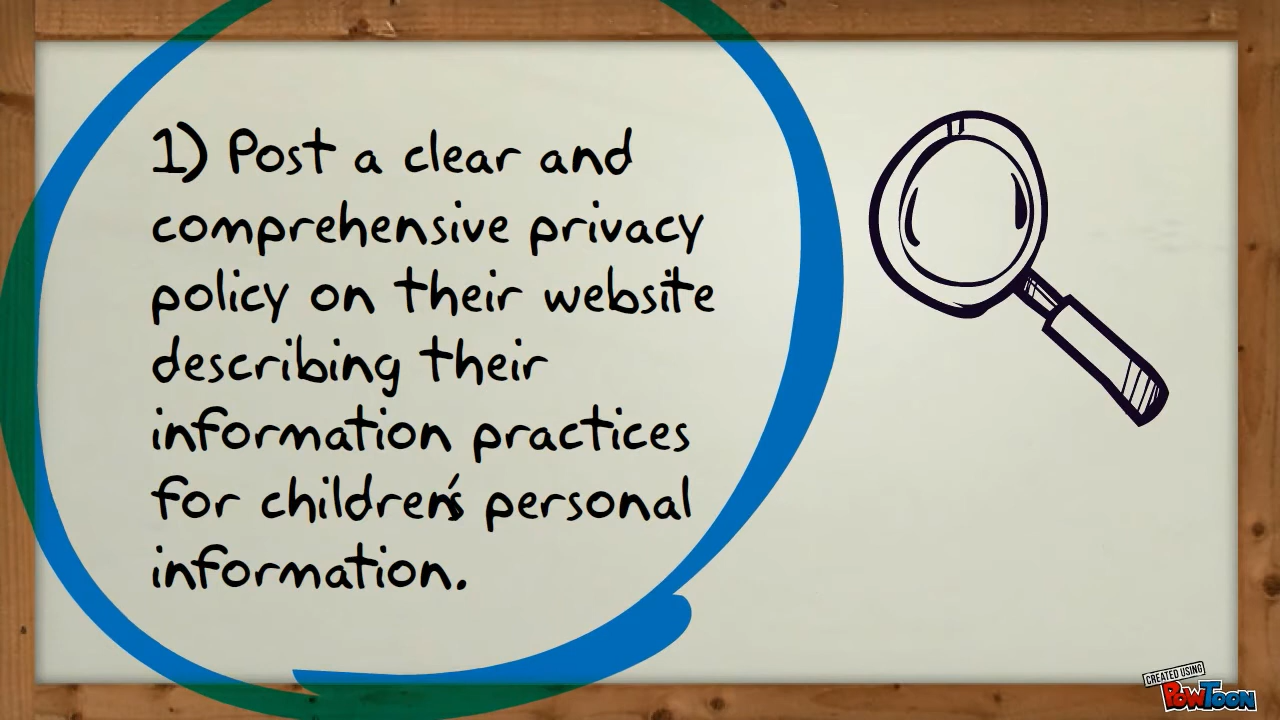 1) Post a clear and
comprehensive privacy
policy on their website
describing their
information practices
for children's personal
information.
CREATED USING
POWTOON